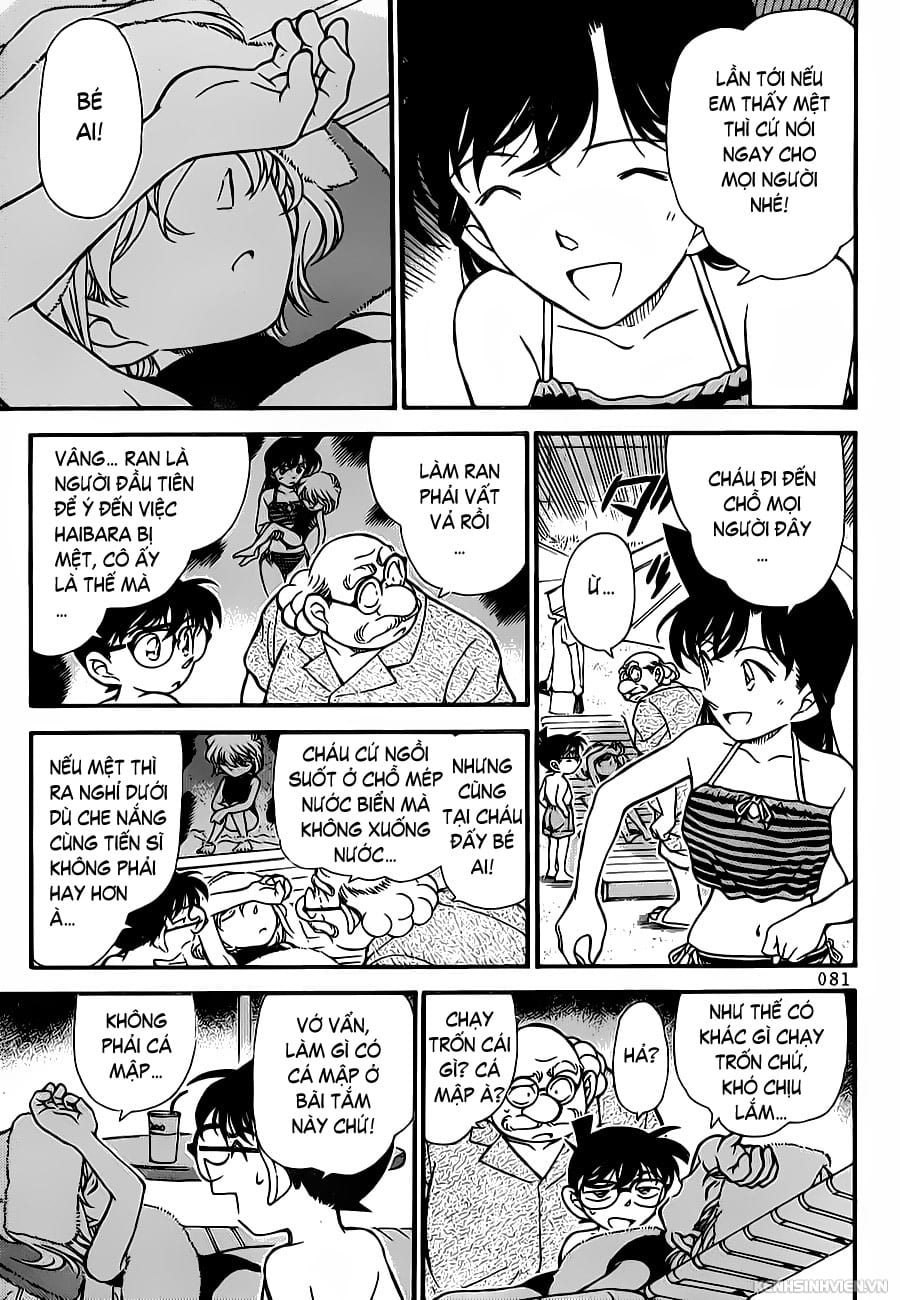 LẦN TỚI NẾU
EM THẤY MỆT
THÌ CỨ NÓI
NGAY CHO
MỌI NGƯỜI
NHÉ!
BÉ
AI!
CHÁU ĐI ĐẾN
CHỖ MỌI
NGƯỜI ĐÂY
...
Ừ...
LÀM RAN
PHẢI VẤT
VẢ RỒI
...
VÂNG... RAN LÀ
NGƯỜI ĐẦU TIÊN
ĐỂ Ý ĐẾN VIỆC
HAIBARA BỊ
MỆT, CÔ ẤY
LÀ THẾ MÀ
...
NHƯNG
CŨNG
TẠI CHÁU
ĐẤY BÉ
AI!
CHÁU CỨ NGỒI
SUỐT Ở CHỖ MÉP
NƯỚC BIỂN MÀ
KHÔNG XUỐNG
NƯỚC...
NẾU MỆT THÌ
RA NGHỈ DƯỚI
DÙ CHE NẮNG
CÙNG TIẾN SĨ
KHÔNG PHẢI
HAY HƠN
À...
081
NHƯ THẾ CÓ
KHÁC GÌ CHẠY
TRỐN CHỨ,
KHÓ CHỊU
LẮM...
HẢ?
CHẠY
TRỐN CÁI
GÌ? CÁ
MẬP À?
VỚ VẨN,
LÀM GÌ CÓ
CÁ MẬP Ở
BÃI TẮM
NÀY CHỨ!
KHÔNG
PHẢI CÁ
MẬP...
KENHSINHVIEN.VN